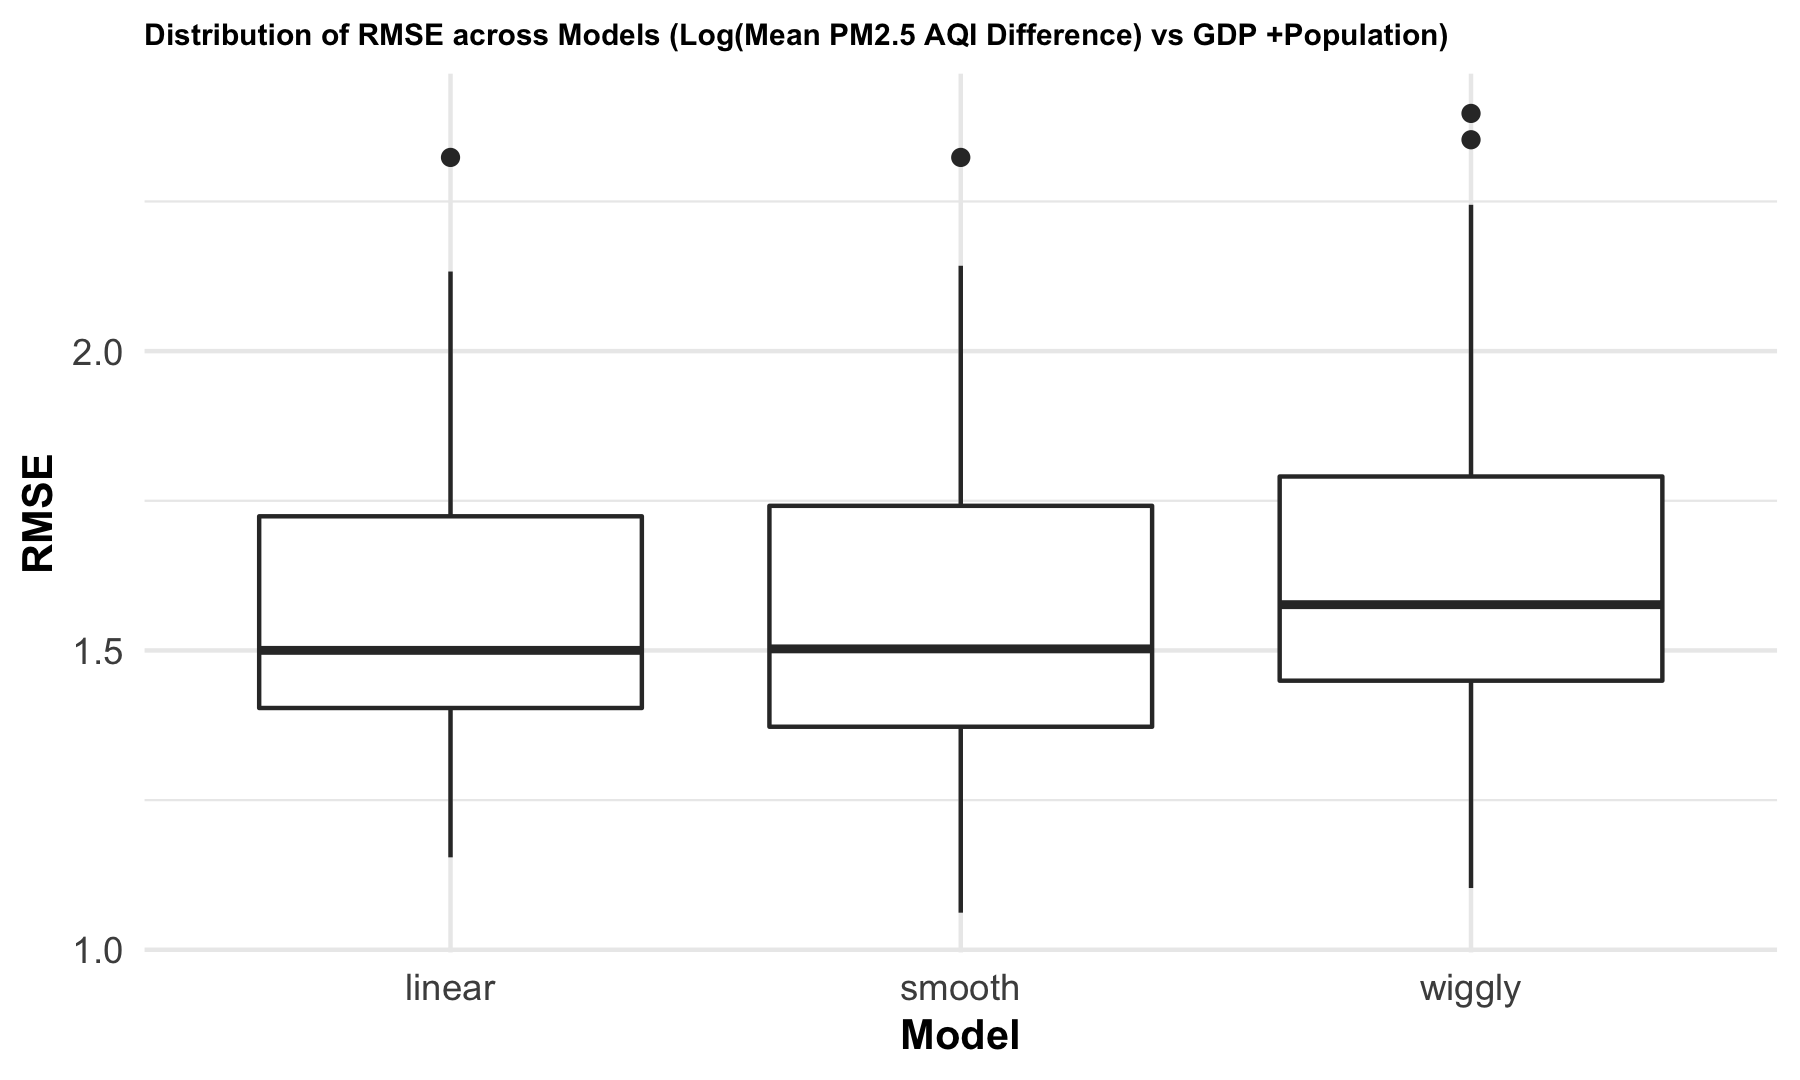 Distribution of RMSE across Models (Log(Mean PM2.5 AQI Difference) vs GDP +Population)
RMSE
2.0
1.5
1.0
linear smooth wiggly
Model